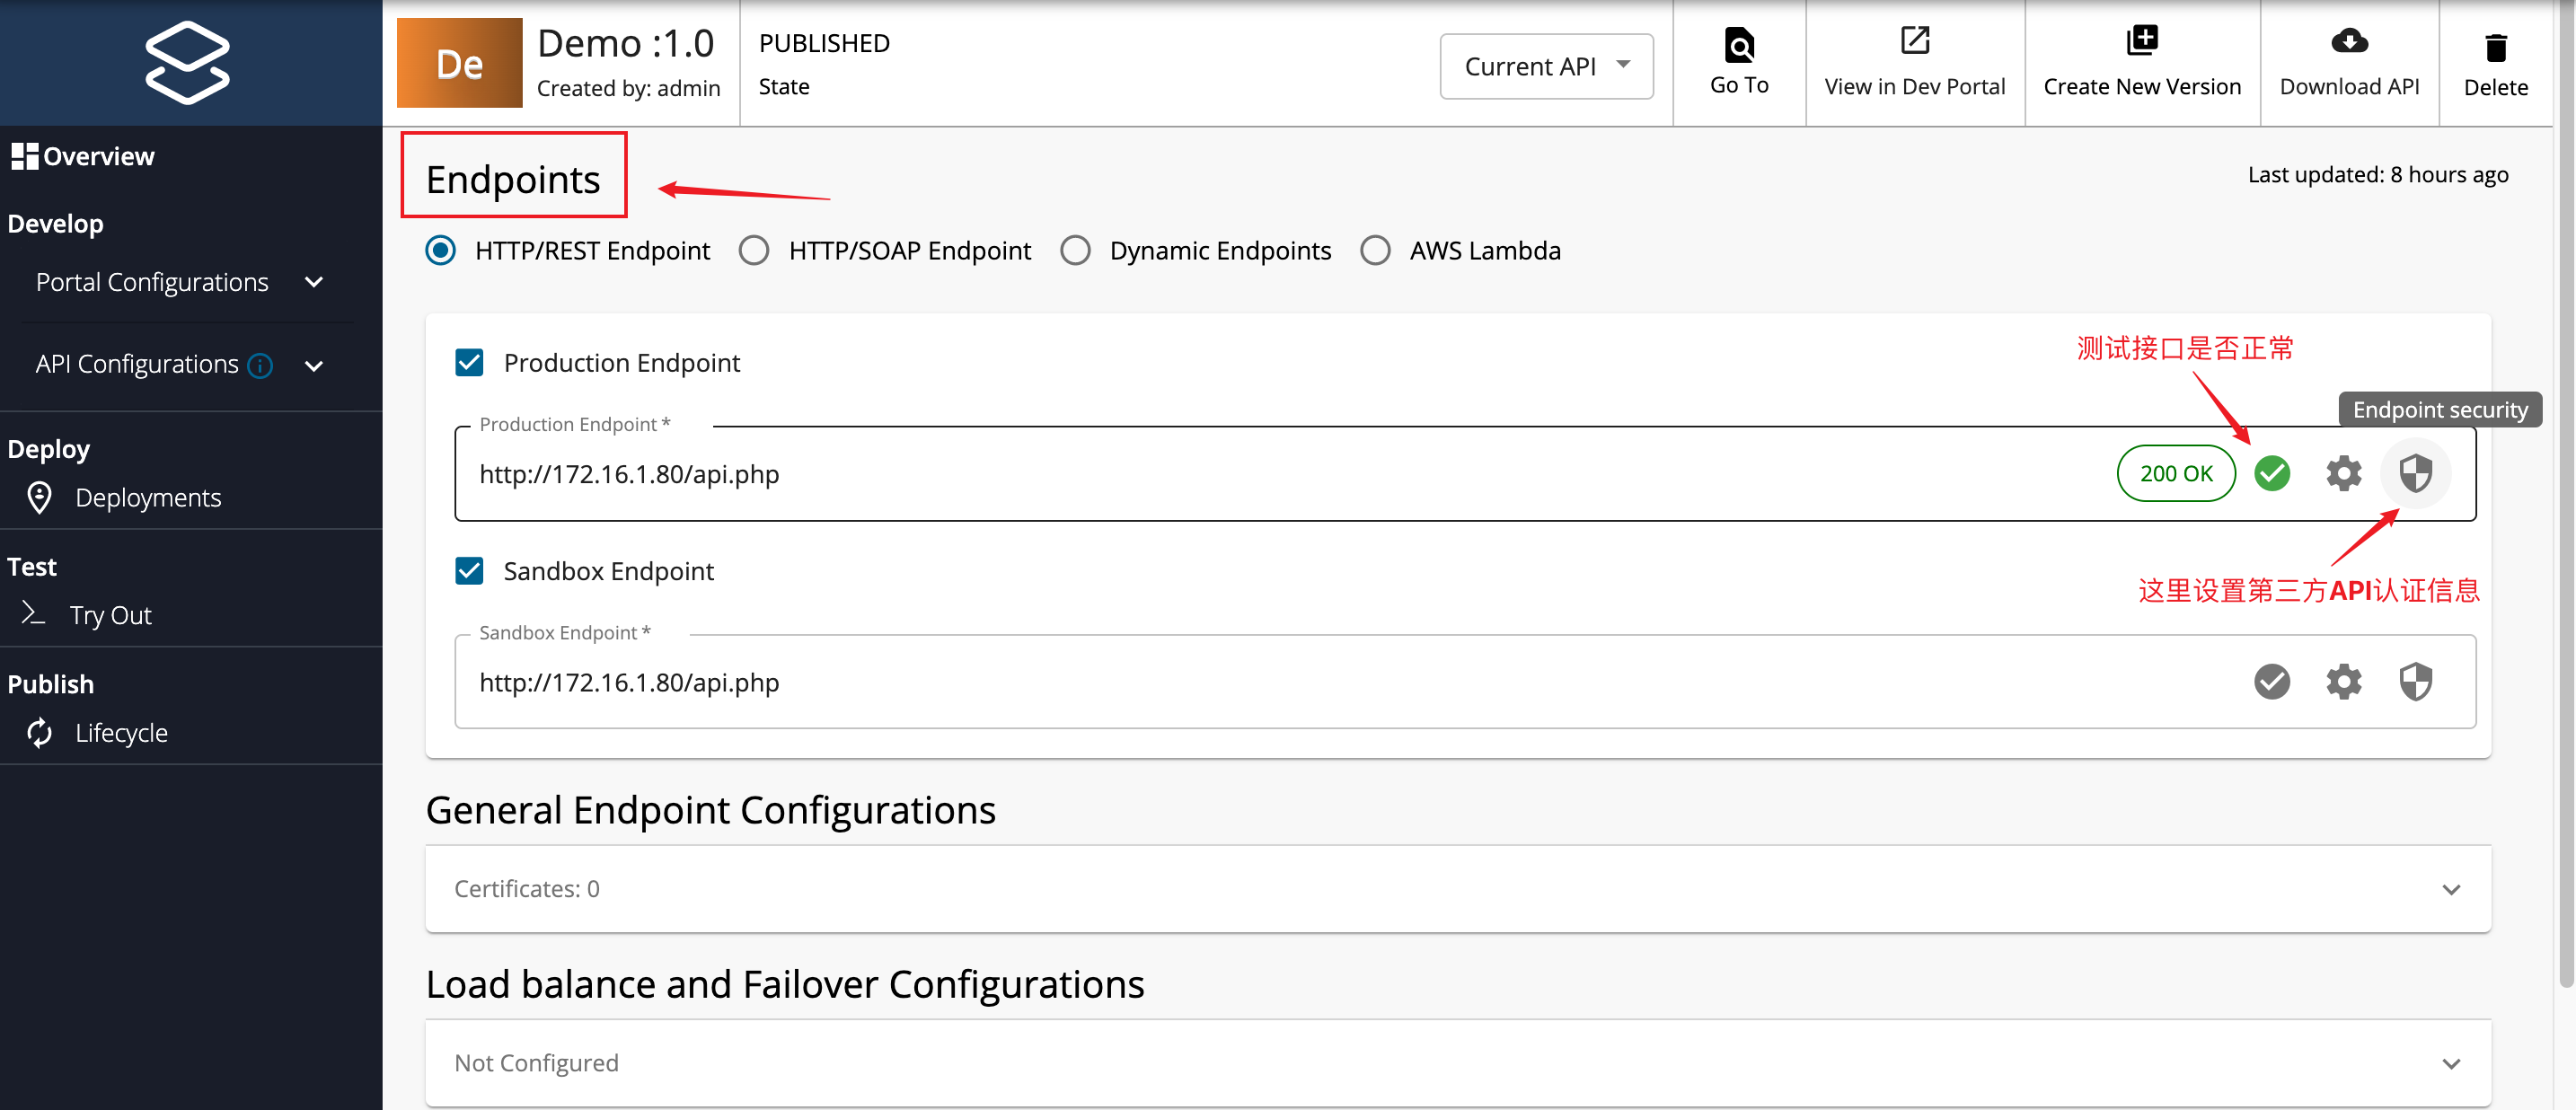 De
Demo :1.0
Created by: admin
PUBLISHED
State
Current API
Go To
View in Dev Portal
Create New Version
Download API
Delete
Overview
Develop
Portal Configurations
API Configurations
Deploy
Deployments
Test
Try Out
Publish
Lifecycle
Endpoints
Last updated: 8 hours ago
HTTP/REST Endpoint
HTTP/SOAP Endpoint
Dynamic Endpoints
AWS Lambda
Production Endpoint
测试接口是否正常
Endpoint security
Production Endpoint *
http://172.16.1.80/api.php
200 OK
Sandbox Endpoint
这里设置第三方API认证信息
Sandbox Endpoint *
http://172.16.1.80/api.php
General Endpoint Configurations
Certificates: 0
Load balance and Failover Configurations
Not Configured